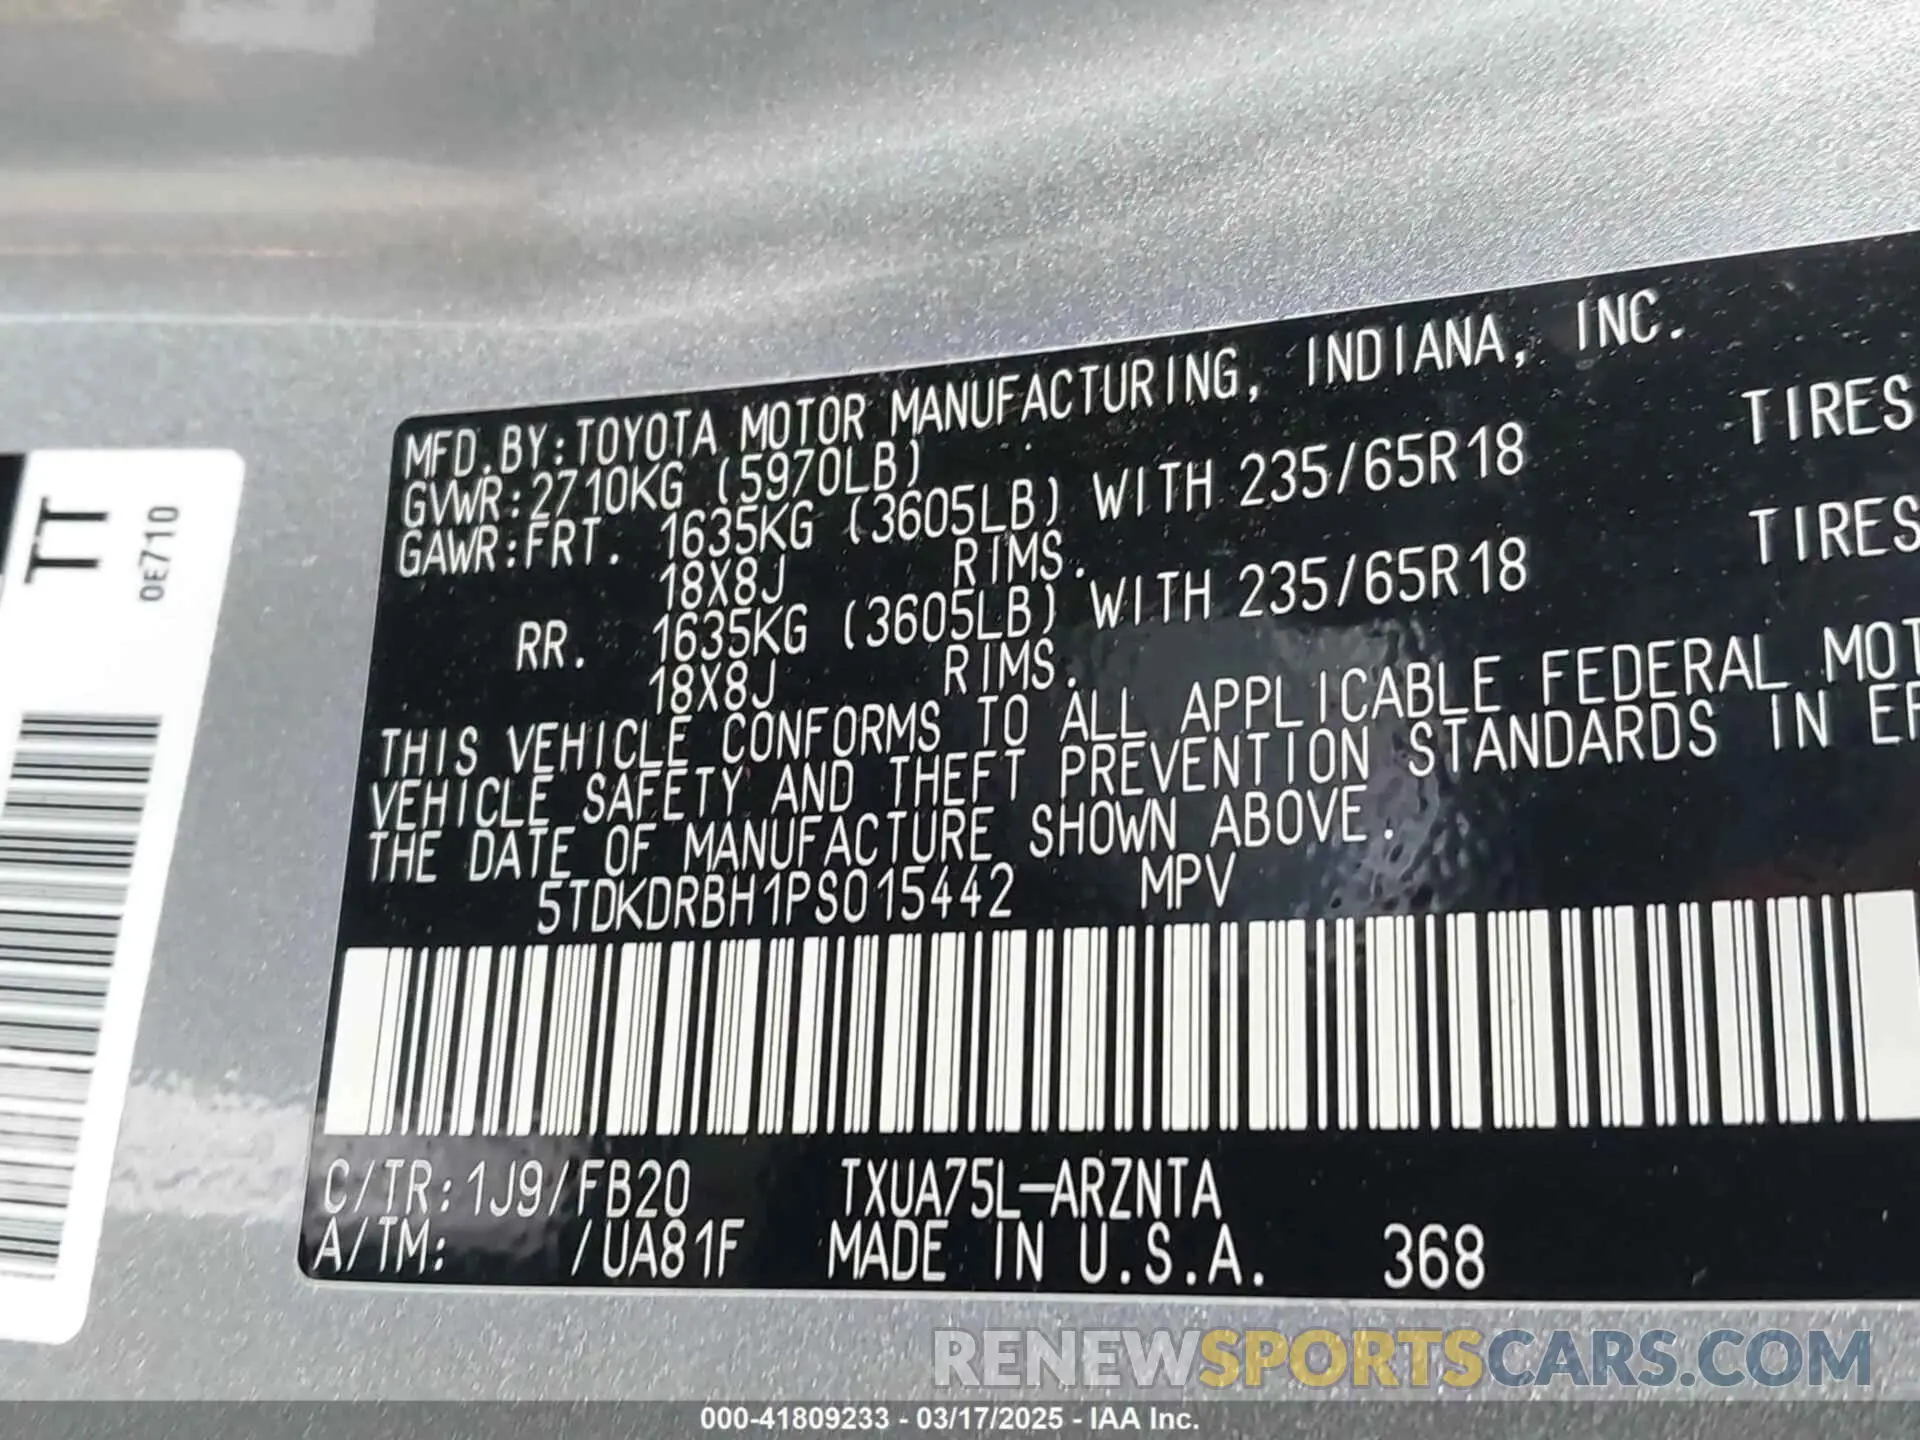 MFD.BY:TOYOTA MOTOR MANUFACTURING, INDIANA, INC.
GVWR:2710KG (5970LB)
GAWR:FRT. 1635KG (3605LB) WITH 235/65R18 TIRES
18X8J RIMS.
RR. 1635KG (3605LB) WITH 235/65R18 TIRES
18X8J RIMS.
THIS VEHICLE CONFORMS TO ALL APPLICABLE FEDERAL MOT
VEHICLE SAFETY AND THEFT PREVENTION STANDARDS IN EF
THE DATE OF MANUFACTURE SHOWN ABOVE.
5TDKDRBH1PS015442 MPV
C/TR:1J9/FB20 TXUA75L-ARZNTA
A/TM: /UA81F MADE IN U.S.A. 368
TT
0E710
RENEWSPORTSCARS.COM
000-41809233 - 03/17/2025 - IAA Inc.